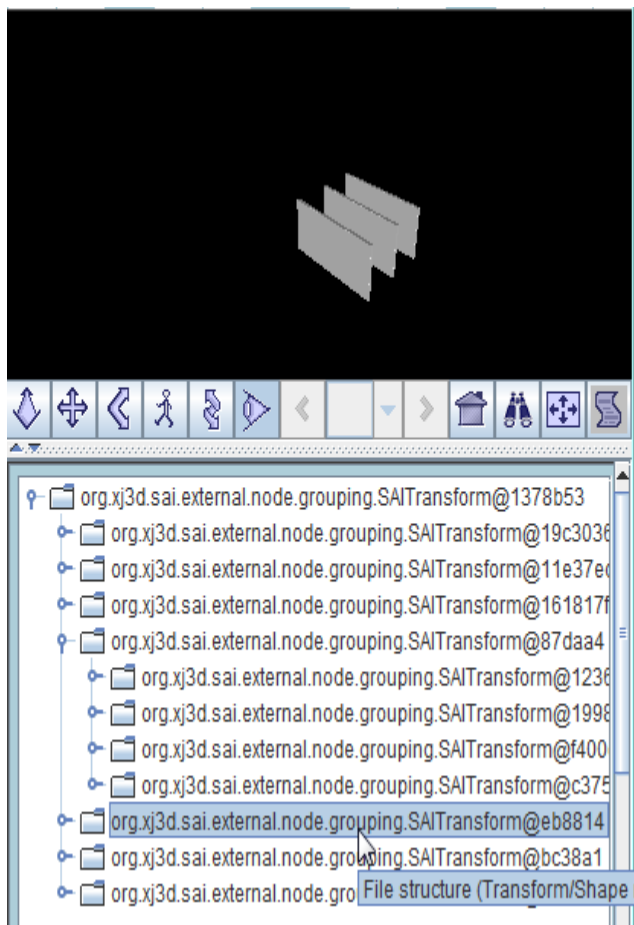 org.xj3d.sai.external.node.grouping.SAITransform@1378b53
org.xj3d.sai.external.node.grouping.SAITransform@19c3036
org.xj3d.sai.external.node.grouping.SAITransform@11e37ec
org.xj3d.sai.external.node.grouping.SAITransform@161817f
org.xj3d.sai.external.node.grouping.SAITransform@87daa4
org.xj3d.sai.external.node.grouping.SAITransform@1236
org.xj3d.sai.external.node.grouping.SAITransform@1998
org.xj3d.sai.external.node.grouping.SAITransform@f400
org.xj3d.sai.external.node.grouping.SAITransform@c375
org.xj3d.sai.external.node.grouping.SAITransform@eb8814
org.xj3d.sai.external.node.grouping.SAITransform@bc38a1
org.xj3d.sai.external.node.gro
File structure (Transform/Shape